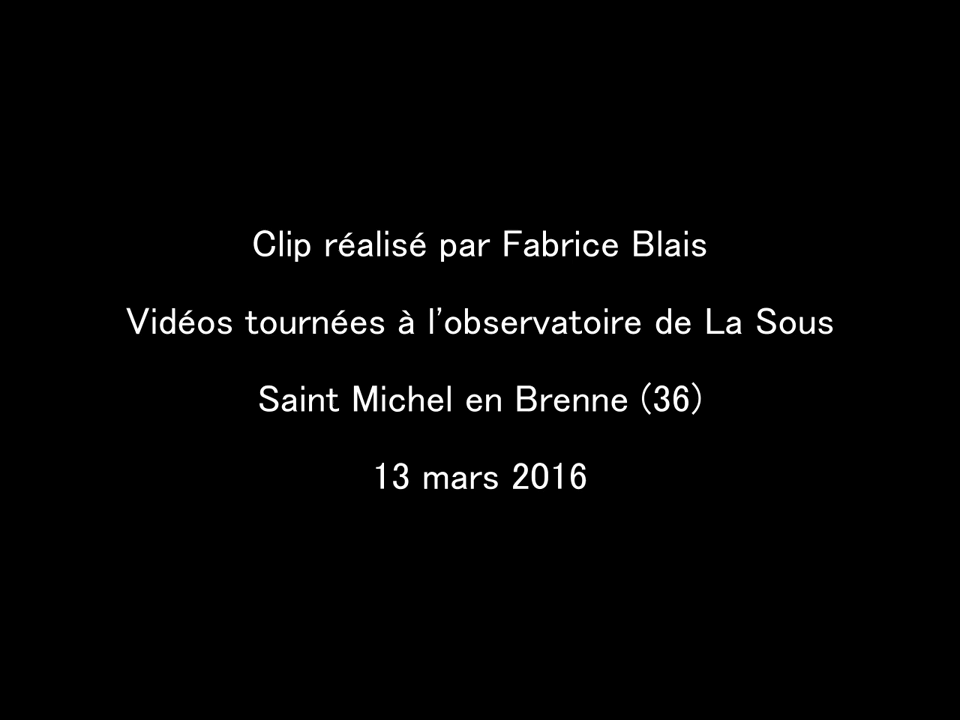 Clip réalisé par Fabrice Blais
Vidéos tournées à l'observatoire de La Sous
Saint Michel en Brenne (36)
13 mars 2016